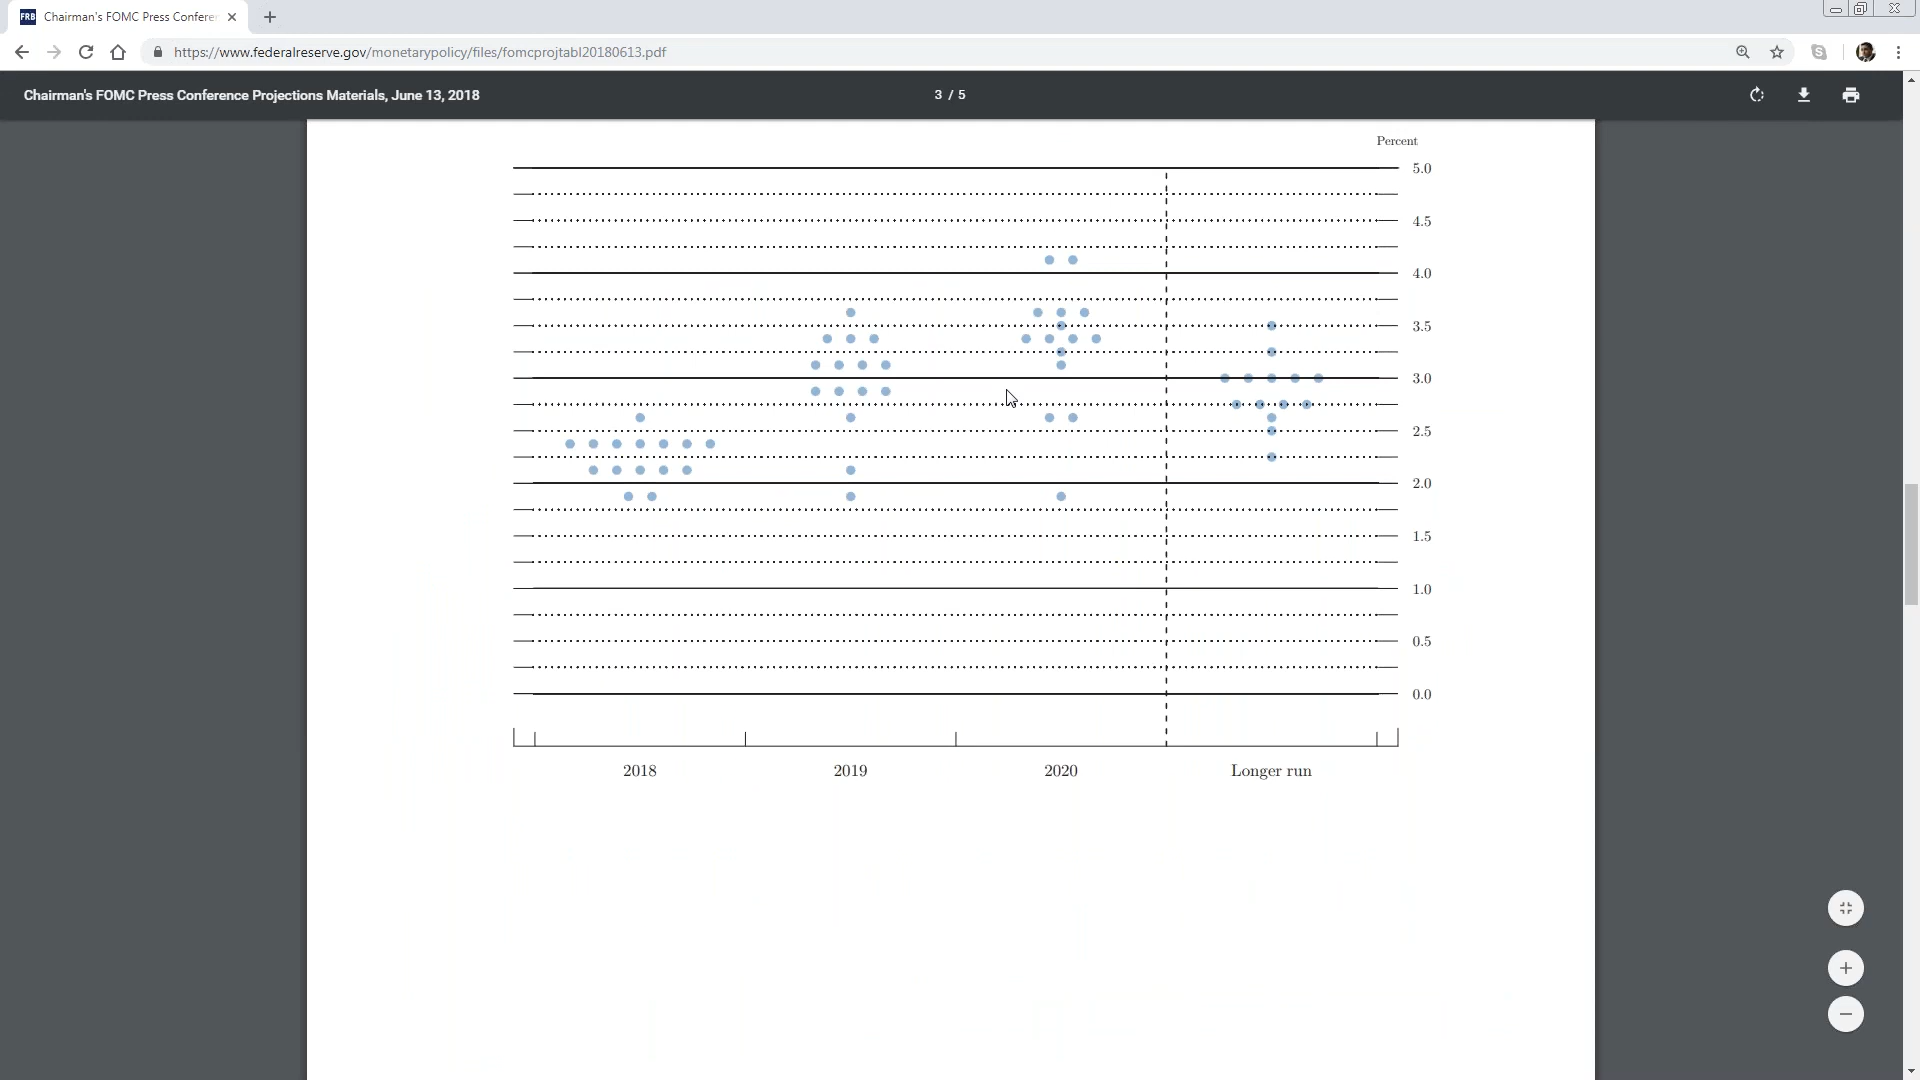 FRB Chairman's FOMC Press Confere
https://www.federalreserve.gov/monetarypolicy/files/fomcprojtabl20180613.pdf
Chairman's FOMC Press Conference Projections Materials, June 13, 2018
3 / 5
Percent
5.0
4.5
4.0
3.5
3.0
2.5
2.0
1.5
1.0
0.5
0.0
2018 2019 2020 Longer run